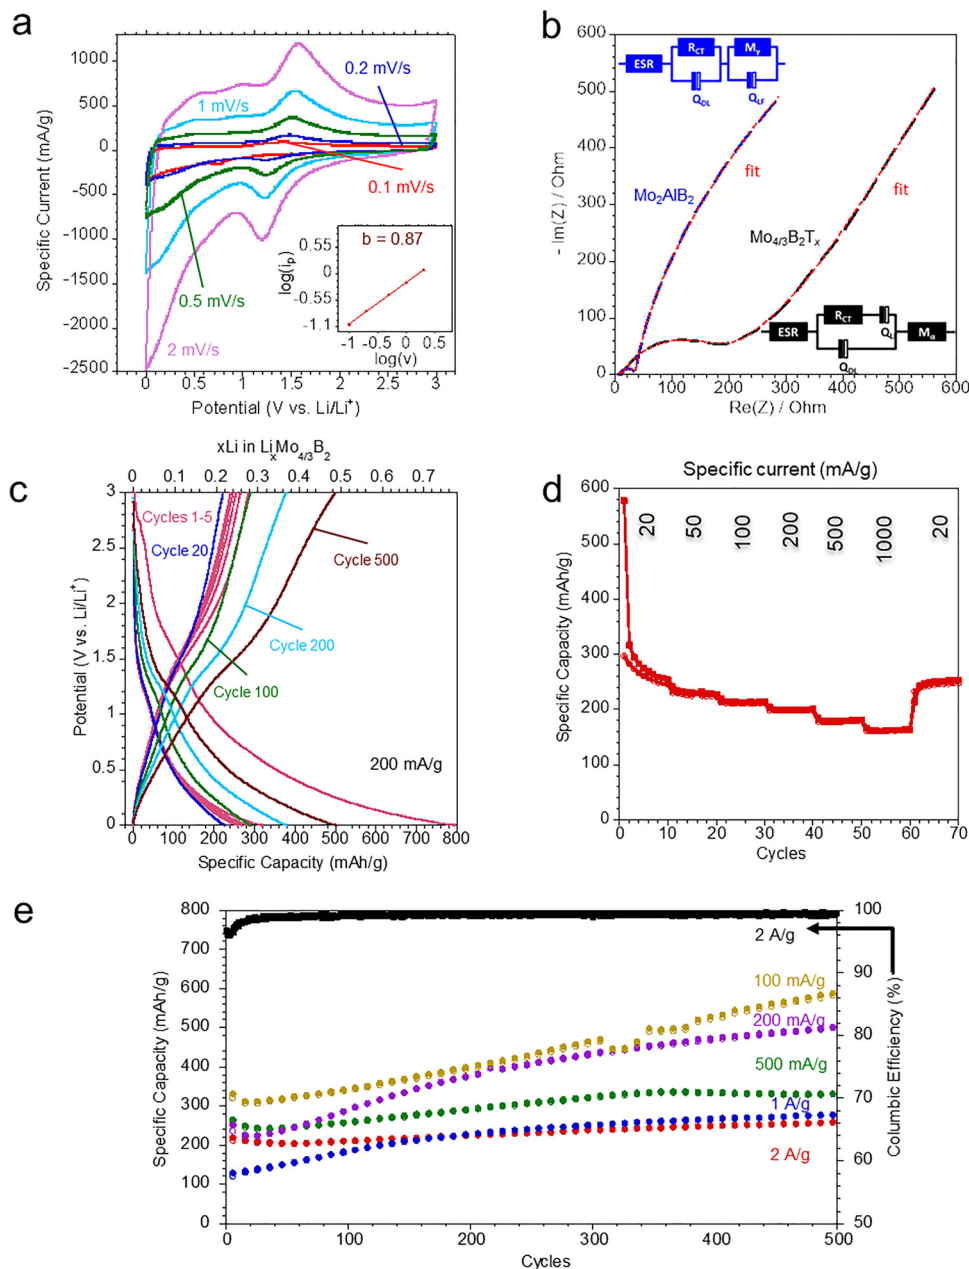 a
Specific Current (mA/g)
1000
500
0
-500
-1000
-1500
-2000
-2500
0.2 mV/s
1 mV/s
0.1 mV/s
0.5 mV/s
2 mV/s
b = 0.87
log(iₚ)
0.55
0
-0.55
-1.1
-1 -0.4 0.2 0.8
log(v)
0 0.5 1 1.5 2 2.5 3
Potential (V vs. Li/Li⁺)
b
- Im(Z) / Ohm
600
500
400
300
200
100
0
ESR
R_CT
Q_DL
M_γ
Q_LF
fit
Mo₂AlB₂
fit
Mo₄/₃B₂Tₓ
ESR
R_CT
Q_DL
M_α
0 100 200 300 400 500 600
Re(Z) / Ohm
c
xLi in LiₓMo₄/₃B₂
0 0.1 0.2 0.3 0.4 0.5 0.6 0.7
Potential (V vs. Li/Li⁺)
3
2.5
2
1.5
1
0.5
0
Cycles 1-5
Cycle 20
Cycle 500
Cycle 200
Cycle 100
200 mA/g
0 100 200 300 400 500 600 700 800
Specific Capacity (mAh/g)
d
Specific current (mA/g)
Specific Capacity (mAh/g)
600
500
400
300
200
100
0
20 50 100 200 500 1000 20
0 10 20 30 40 50 60 70
Cycles
e
Specific Capacity (mAh/g)
800
700
600
500
400
300
200
100
0
2 A/g
100 mA/g
200 mA/g
500 mA/g
1 A/g
2 A/g
100
90
80
70
60
50
Columbic Efficiency (%)
0 100 200 300 400 500
Cycles